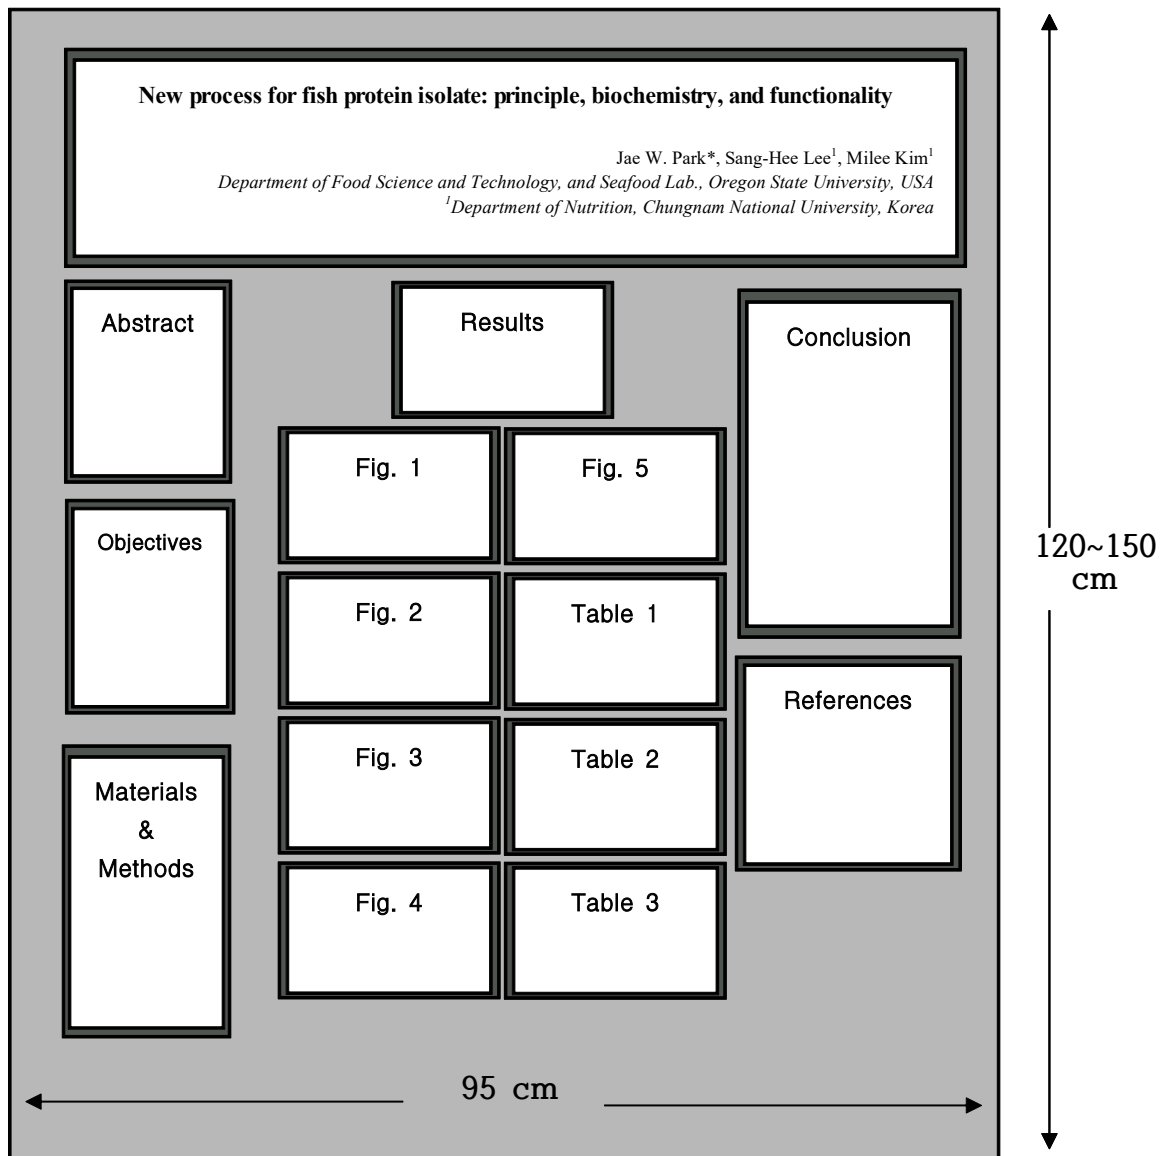 New process for fish protein isolate: principle, biochemistry, and functionality
Jae W. Park*, Sang-Hee Lee¹, Milee Kim¹
Department of Food Science and Technology, and Seafood Lab., Oregon State University, USA
¹Department of Nutrition, Chungnam National University, Korea
Abstract
Objectives
Materials
&
Methods
Results
Fig. 1
Fig. 5
Fig. 2
Table 1
Fig. 3
Table 2
Fig. 4
Table 3
Conclusion
References
120~150
cm
95 cm